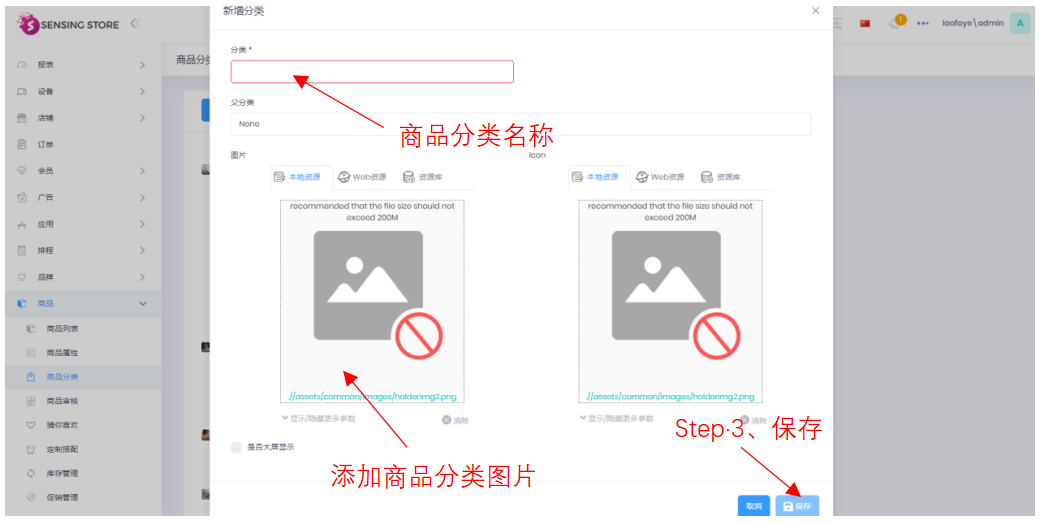 新增分类
SENSING STORE
1
laofoye\admin
A
报表
设备
店铺
订单
会员
广告
应用
排程
品牌
商品
商品列表
商品属性
商品分类
商品审核
猜你喜欢
定制搭配
库存管理
促销管理
商品分
分类 *
商品分类名称
父分类
None
图片
本地资源 Web资源 资源库
recommended that the file size should not
exceed 200M
//assets/common/images/holderimg2.png
显示/隐藏更多参数 清除
Icon
本地资源 Web资源 资源库
recommended that the file size should not
exceed 200M
//assets/common/images/holderimg2.png
显示/隐藏更多参数 清除
是否大屏显示
添加商品分类图片
Step·3、保存
取消 保存